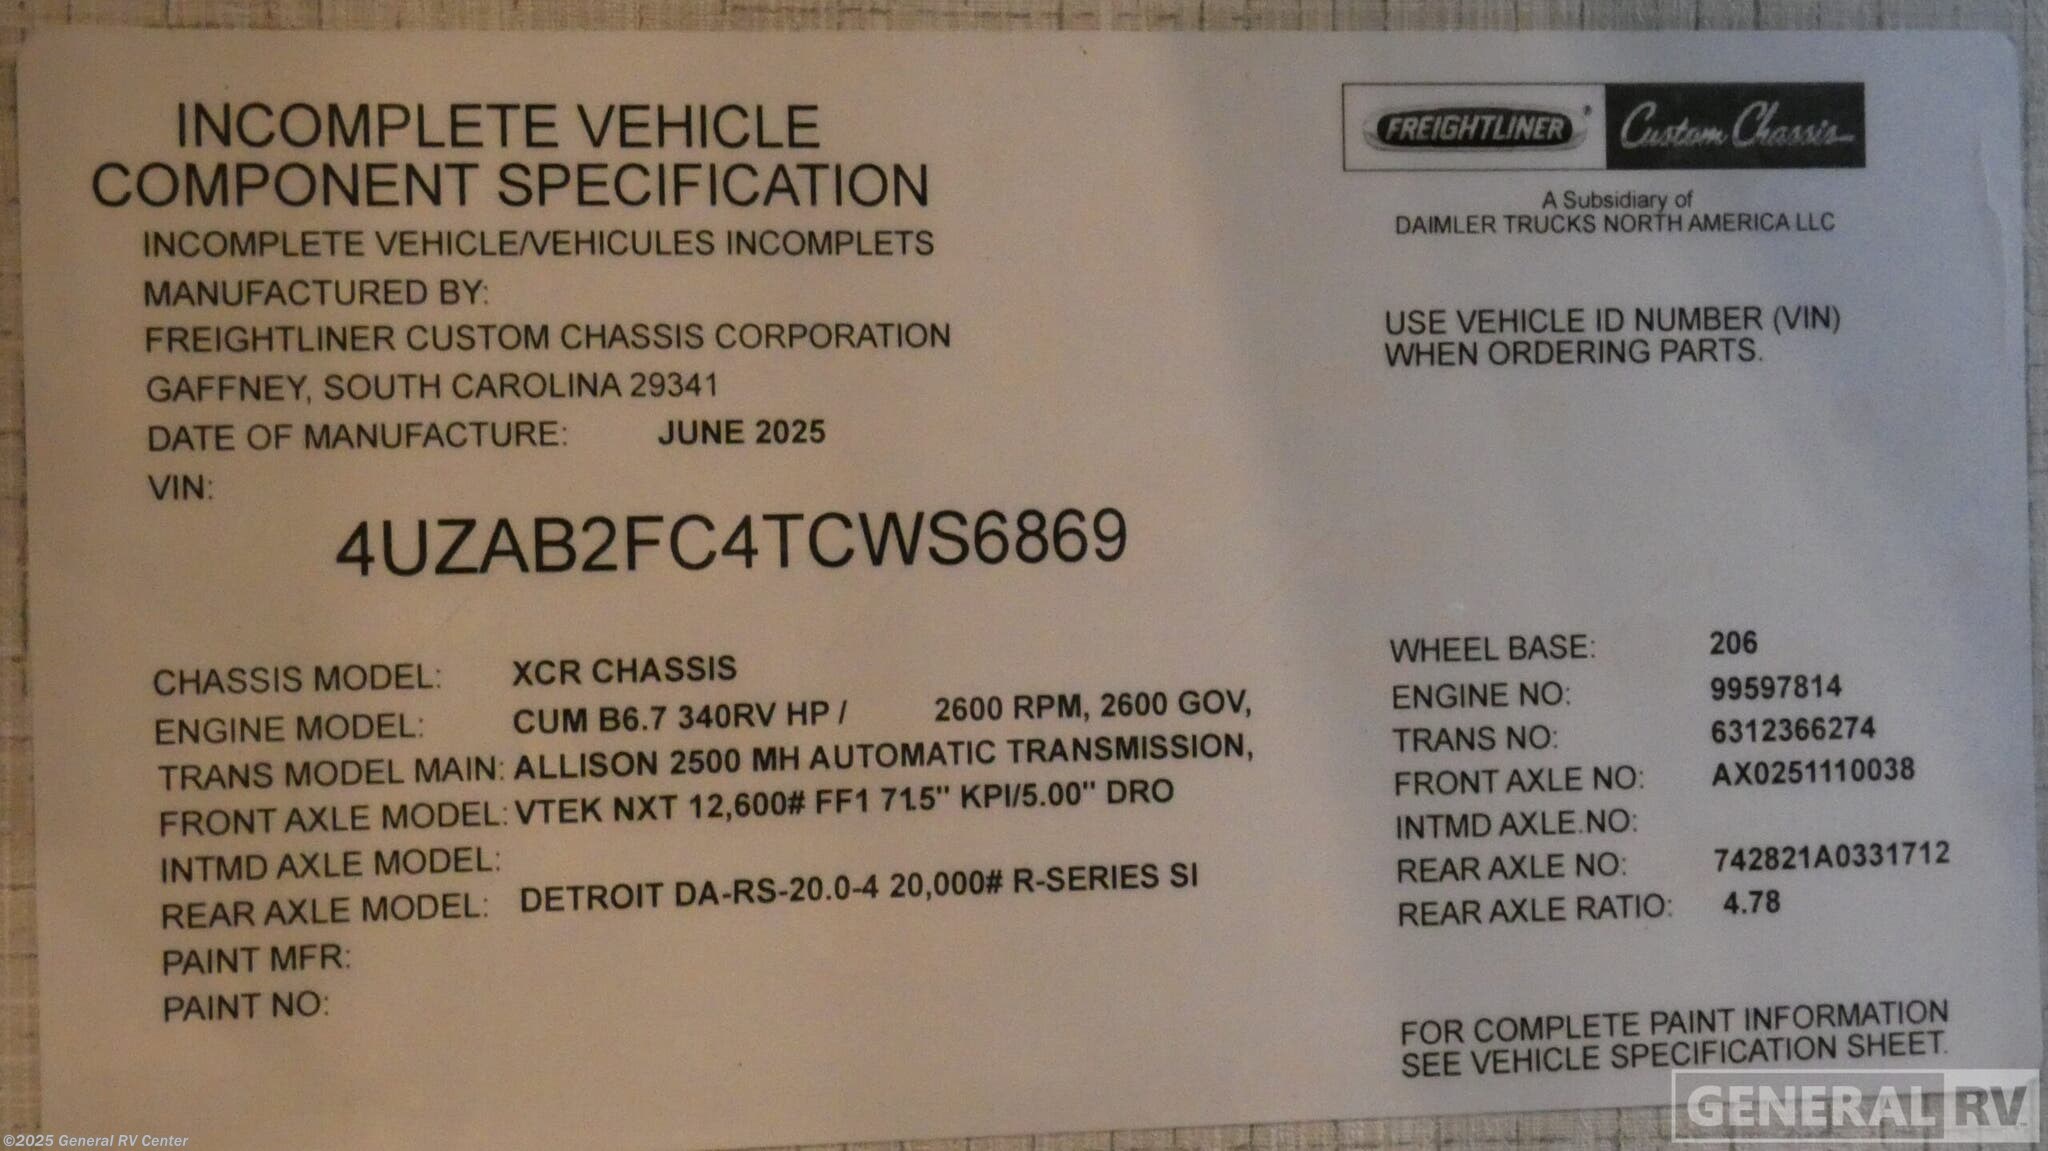 INCOMPLETE VEHICLE
COMPONENT SPECIFICATION
INCOMPLETE VEHICLE/VEHICULES INCOMPLETS
MANUFACTURED BY:
FREIGHTLINER CUSTOM CHASSIS CORPORATION
GAFFNEY, SOUTH CAROLINA 29341
DATE OF MANUFACTURE: JUNE 2025
VIN:
4UZAB2FC4TCWS6869
CHASSIS MODEL: XCR CHASSIS
ENGINE MODEL: CUM B6.7 340RV HP / 2600 RPM, 2600 GOV,
TRANS MODEL MAIN: ALLISON 2500 MH AUTOMATIC TRANSMISSION,
FRONT AXLE MODEL: VTEK NXT 12,600# FF1 71.5" KPI/5.00" DRO
INTMD AXLE MODEL:
REAR AXLE MODEL: DETROIT DA-RS-20.0-4 20,000# R-SERIES SI
PAINT MFR:
PAINT NO:
FREIGHTLINER® Custom Chassis
A Subsidiary of
DAIMLER TRUCKS NORTH AMERICA LLC
USE VEHICLE ID NUMBER (VIN)
WHEN ORDERING PARTS.
WHEEL BASE: 206
ENGINE NO: 99597814
TRANS NO: 6312366274
FRONT AXLE NO: AX0251110038
INTMD AXLE.NO:
REAR AXLE NO: 742821A0331712
REAR AXLE RATIO: 4.78
FOR COMPLETE PAINT INFORMATION
SEE VEHICLE SPECIFICATION SHEET.
GENERAL RV
©2025 General RV Center